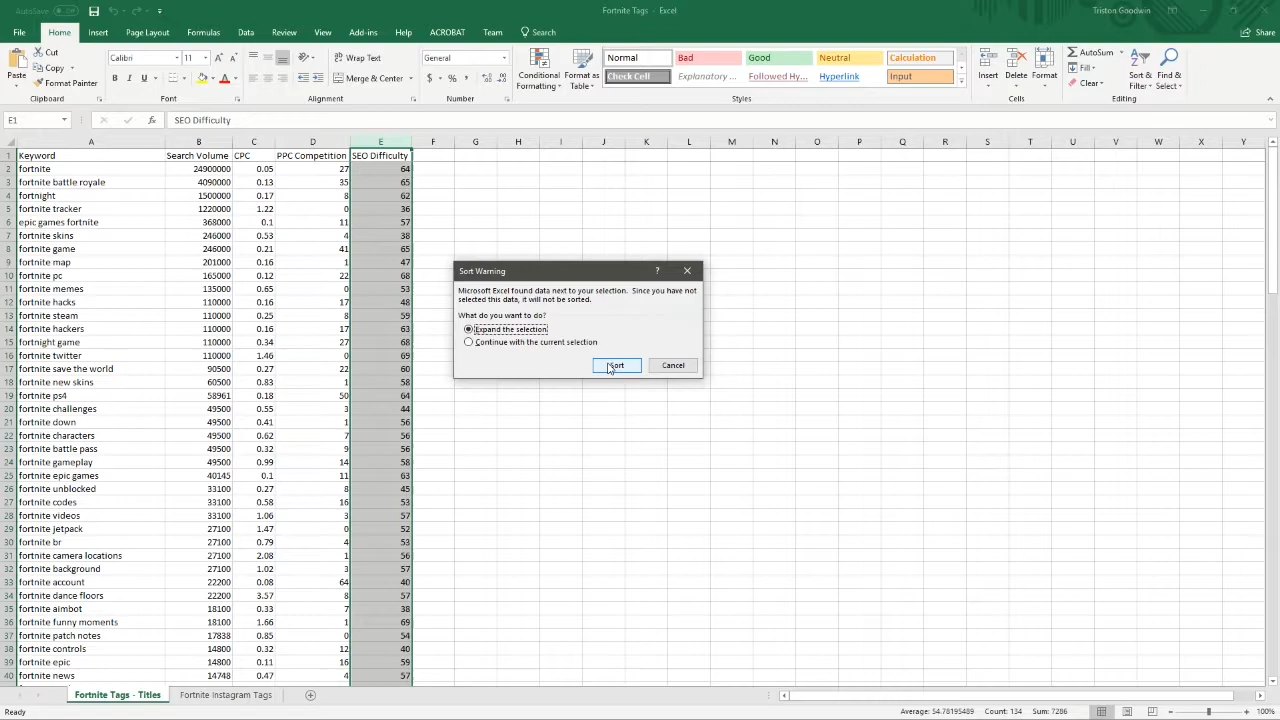 AutoSave Off
Fortnite Tags - Excel
Triston Goodwin
File Home Insert Page Layout Formulas Data Review View Add-ins Help ACROBAT Team Search Share
Paste
Cut
Copy
Format Painter
Clipboard
Calibri 11
B I U
Font
Wrap Text
Merge & Center
Alignment
General
$ % ,
Number
Conditional Formatting
Format as Table
Normal Bad Good Neutral Calculation
Check Cell Explanatory ... Followed Hy... Hyperlink Input
Styles
Insert Delete Format
Cells
AutoSum
Fill
Clear
Sort & Filter
Find & Select
Editing
E1 fx SEO Difficulty
A B C D E F G H I J K L M N O P Q R S T U V W X Y
1 Keyword Search Volume CPC PPC Competition SEO Difficulty
2 fortnite 24900000 0.05 27 64
3 fortnite battle royale 4090000 0.13 35 65
4 fortnight 1500000 0.17 8 62
5 fortnite tracker 1220000 1.22 0 36
6 epic games fortnite 368000 0.1 11 57
7 fortnite skins 246000 0.53 4 38
8 fortnite game 246000 0.21 41 65
9 fortnite map 201000 0.16 1 47
10 fortnite pc 165000 0.12 22 68
11 fortnite memes 135000 0.65 0 53
12 fortnite hacks 110000 0.16 17 48
13 fortnite steam 110000 0.25 8 59
14 fortnite hackers 110000 0.16 17 63
15 fortnight game 110000 0.34 27 68
16 fortnite twitter 110000 1.46 0 69
17 fortnite save the world 90500 0.27 22 60
18 fortnite new skins 60500 0.83 1 58
19 fortnite ps4 58961 0.18 50 64
20 fortnite challenges 49500 0.55 3 44
21 fortnite down 49500 0.41 1 56
22 fortnite characters 49500 0.62 7 56
23 fortnite battle pass 49500 0.32 9 56
24 fortnite gameplay 49500 0.99 14 58
25 fortnite epic games 40145 0.1 11 63
26 fortnite unblocked 33100 0.27 8 45
27 fortnite codes 33100 0.58 16 53
28 fortnite videos 33100 1.06 3 57
29 fortnite jetpack 27100 1.47 0 52
30 fortnite br 27100 0.79 4 53
31 fortnite camera locations 27100 2.08 1 56
32 fortnite background 27100 1.02 3 57
33 fortnite account 22200 0.08 64 40
34 fortnite dance floors 22200 3.57 8 57
35 fortnite aimbot 18100 0.33 7 38
36 fortnite funny moments 18100 1.66 1 69
37 fortnite patch notes 17838 0.85 0 54
38 fortnite controls 14800 0.32 12 40
39 fortnite epic 14800 0.11 16 59
40 fortnite news 14748 0.47 4 57
Sort Warning ?
Microsoft Excel found data next to your selection. Since you have not
selected this data, it will not be sorted.
What do you want to do?
Expand the selection
Continue with the current selection
Sort Cancel
Fortnite Tags - Titles Fortnite Instagram Tags
Ready Average: 54.78195489 Count: 134 Sum: 7286 100%